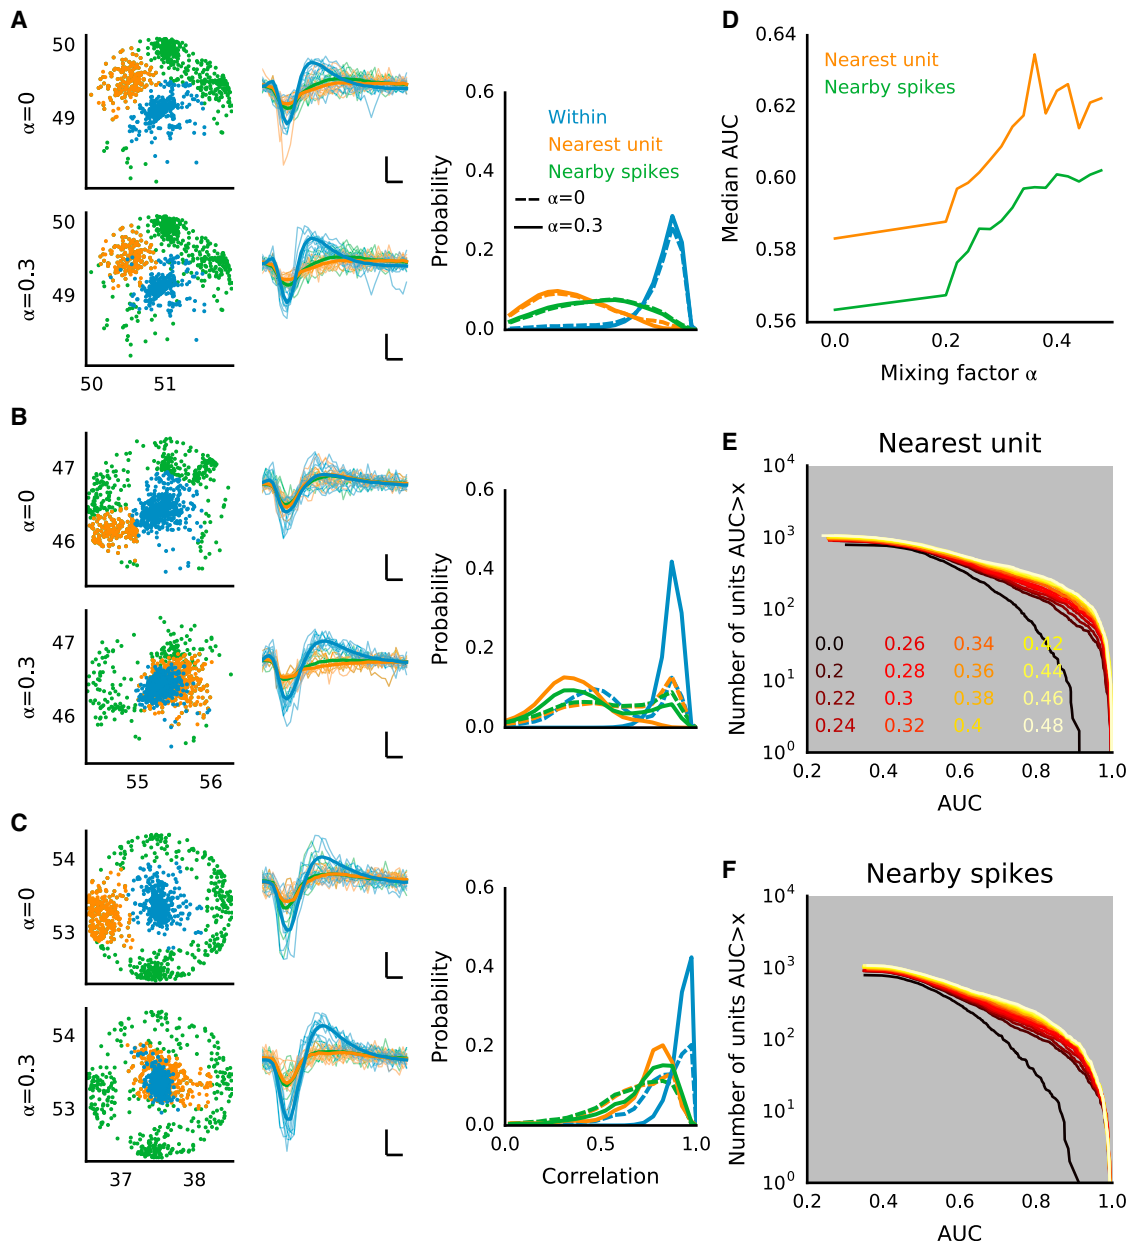 A
α=0
50
49
α=0.3
50
49
50
51
Probability
0.6
0.4
0.2
0.0
Within
Nearest unit
Nearby spikes
α=0
α=0.3
B
α=0
47
46
α=0.3
47
46
55
56
Probability
0.6
0.4
0.2
0.0
C
α=0
54
53
α=0.3
54
53
37
38
Probability
0.6
0.4
0.2
0.0
0.0
0.5
1.0
Correlation
D
Median AUC
0.64
0.62
0.60
0.58
0.56
Nearest unit
Nearby spikes
0.0
0.2
0.4
Mixing factor α
E
Nearest unit
Number of units AUC>x
10⁴
10³
10²
10¹
10⁰
0.0 0.26 0.34 0.42
0.2 0.28 0.36 0.44
0.22 0.3 0.38 0.46
0.24 0.32 0.4 0.48
0.2 0.4 0.6 0.8 1.0
AUC
F
Nearby spikes
Number of units AUC>x
10⁴
10³
10²
10¹
10⁰
0.2 0.4 0.6 0.8 1.0
AUC